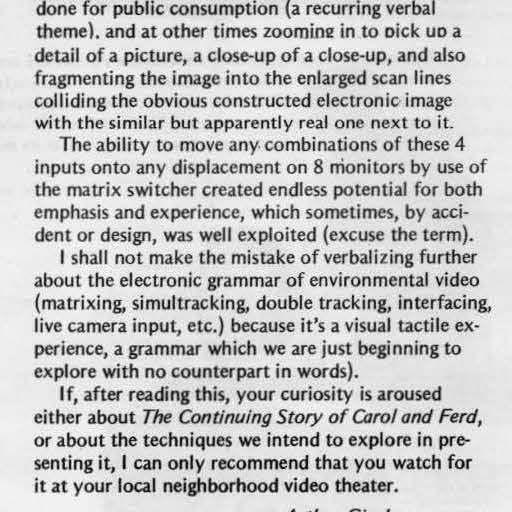 done for public consumption (a recurring verbal
theme), and at other times zooming in to pick up a
detail of a picture, a close-up of a close-up, and also
fragmenting the image into the enlarged scan lines
colliding the obvious constructed electronic image
with the similar but apparently real one next to it.
The ability to move any combinations of these 4
inputs onto any displacement on 8 monitors by use of
the matrix switcher created endless potential for both
emphasis and experience, which sometimes, by acci-
dent or design, was well exploited (excuse the term).
I shall not make the mistake of verbalizing further
about the electronic grammar of environmental video
(matrixing, simultracking, double tracking, interfacing,
live camera input, etc.) because it's a visual tactile ex-
perience, a grammar which we are just beginning to
explore with no counterpart in words).
If, after reading this, your curiosity is aroused
either about The Continuing Story of Carol and Ferd,
or about the techniques we intend to explore in pre-
senting it, I can only recommend that you watch for
it at your local neighborhood video theater.